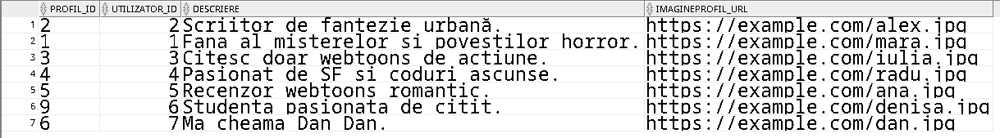 PROFIL_ID UTILIZATOR_ID DESCRIERE IMAGINEPROFIL_URL
1 2 2 Scriitor de fantezie urbană. https://example.com/alex.jpg
2 1 1 Fana al misterelor si povestilor horror. https://example.com/mara.jpg
3 3 3 Citesc doar webtoons de actiune. https://example.com/iulia.jpg
4 4 4 Pasionat de SF si coduri ascunse. https://example.com/radu.jpg
5 5 5 Recenzor webtoons romantic. https://example.com/ana.jpg
6 9 6 Studenta pasionata de citit. https://example.com/denisa.jpg
7 6 7 Ma cheama Dan Dan. https://example.com/dan.jpg